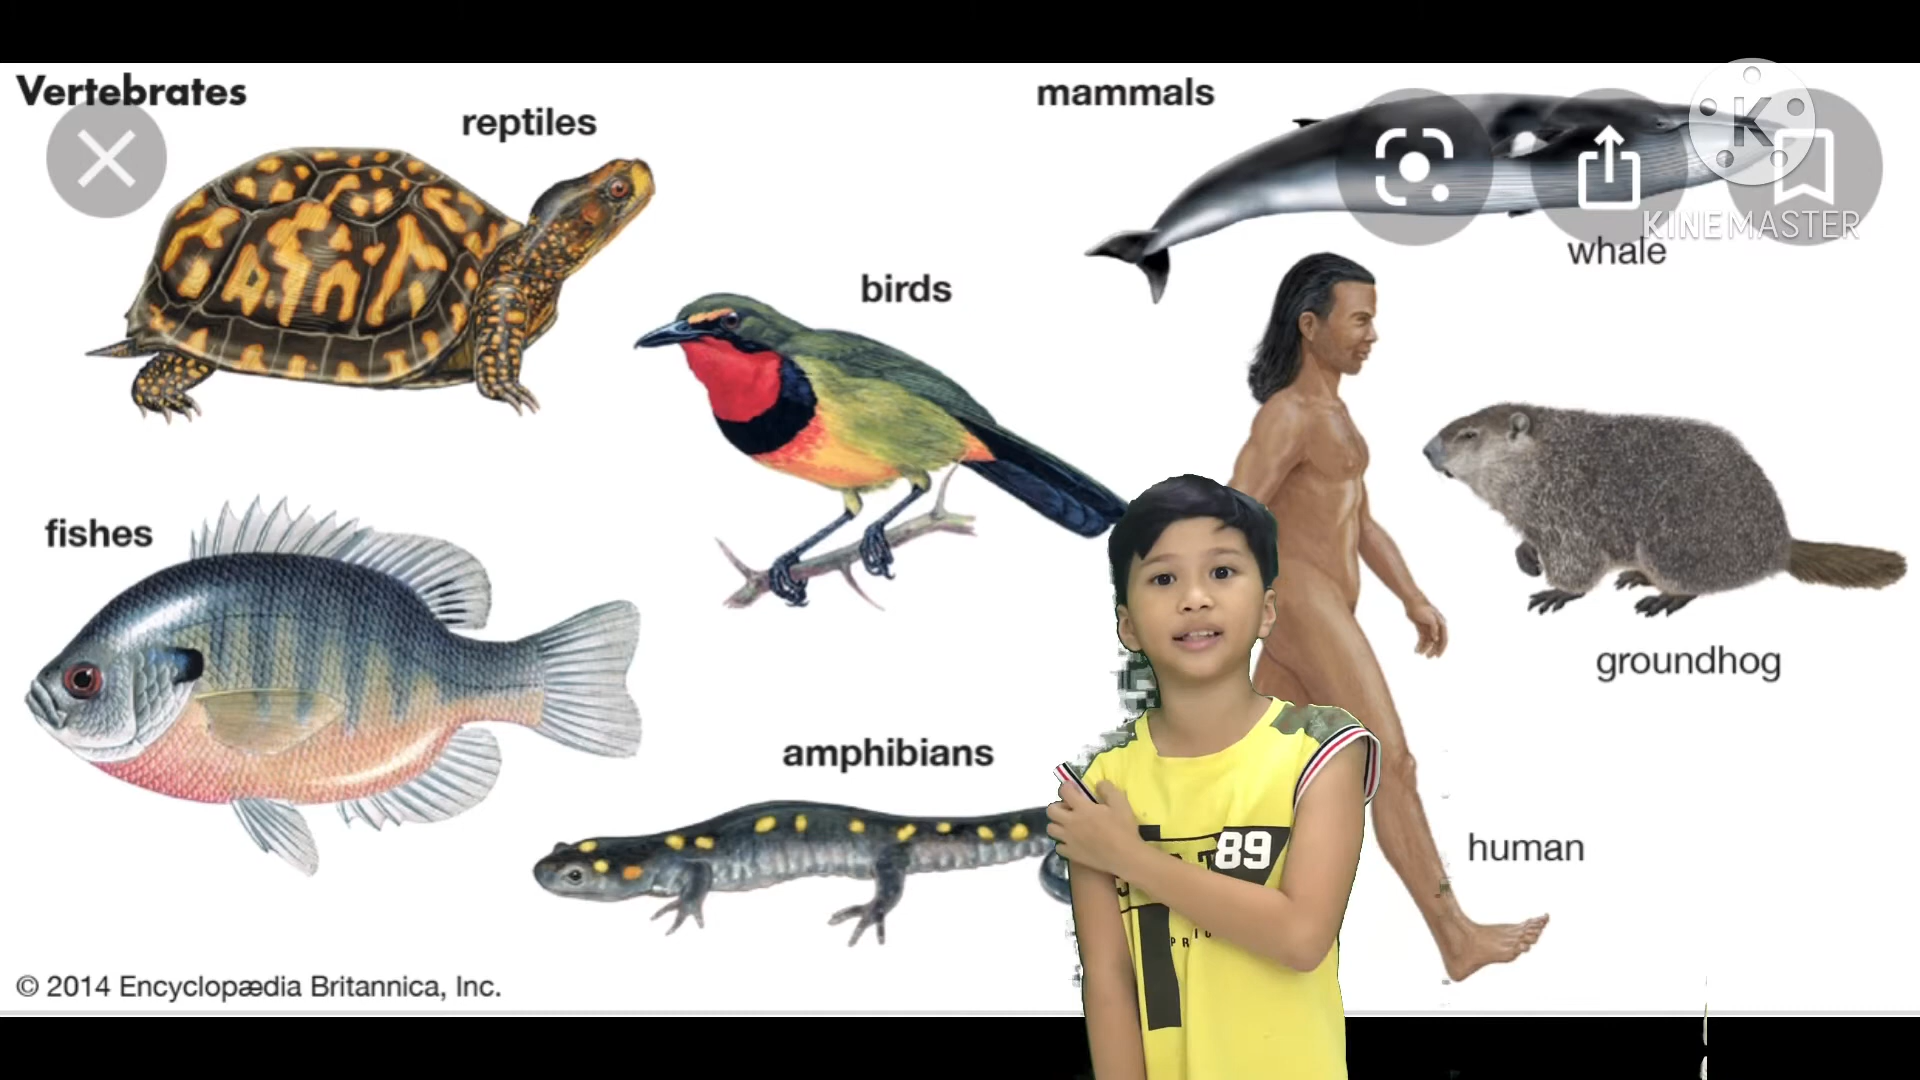 Vertebrates
reptiles
mammals
K
KINEMASTER
whale
birds
fishes
groundhog
amphibians
89
human
© 2014 Encyclopædia Britannica, Inc.